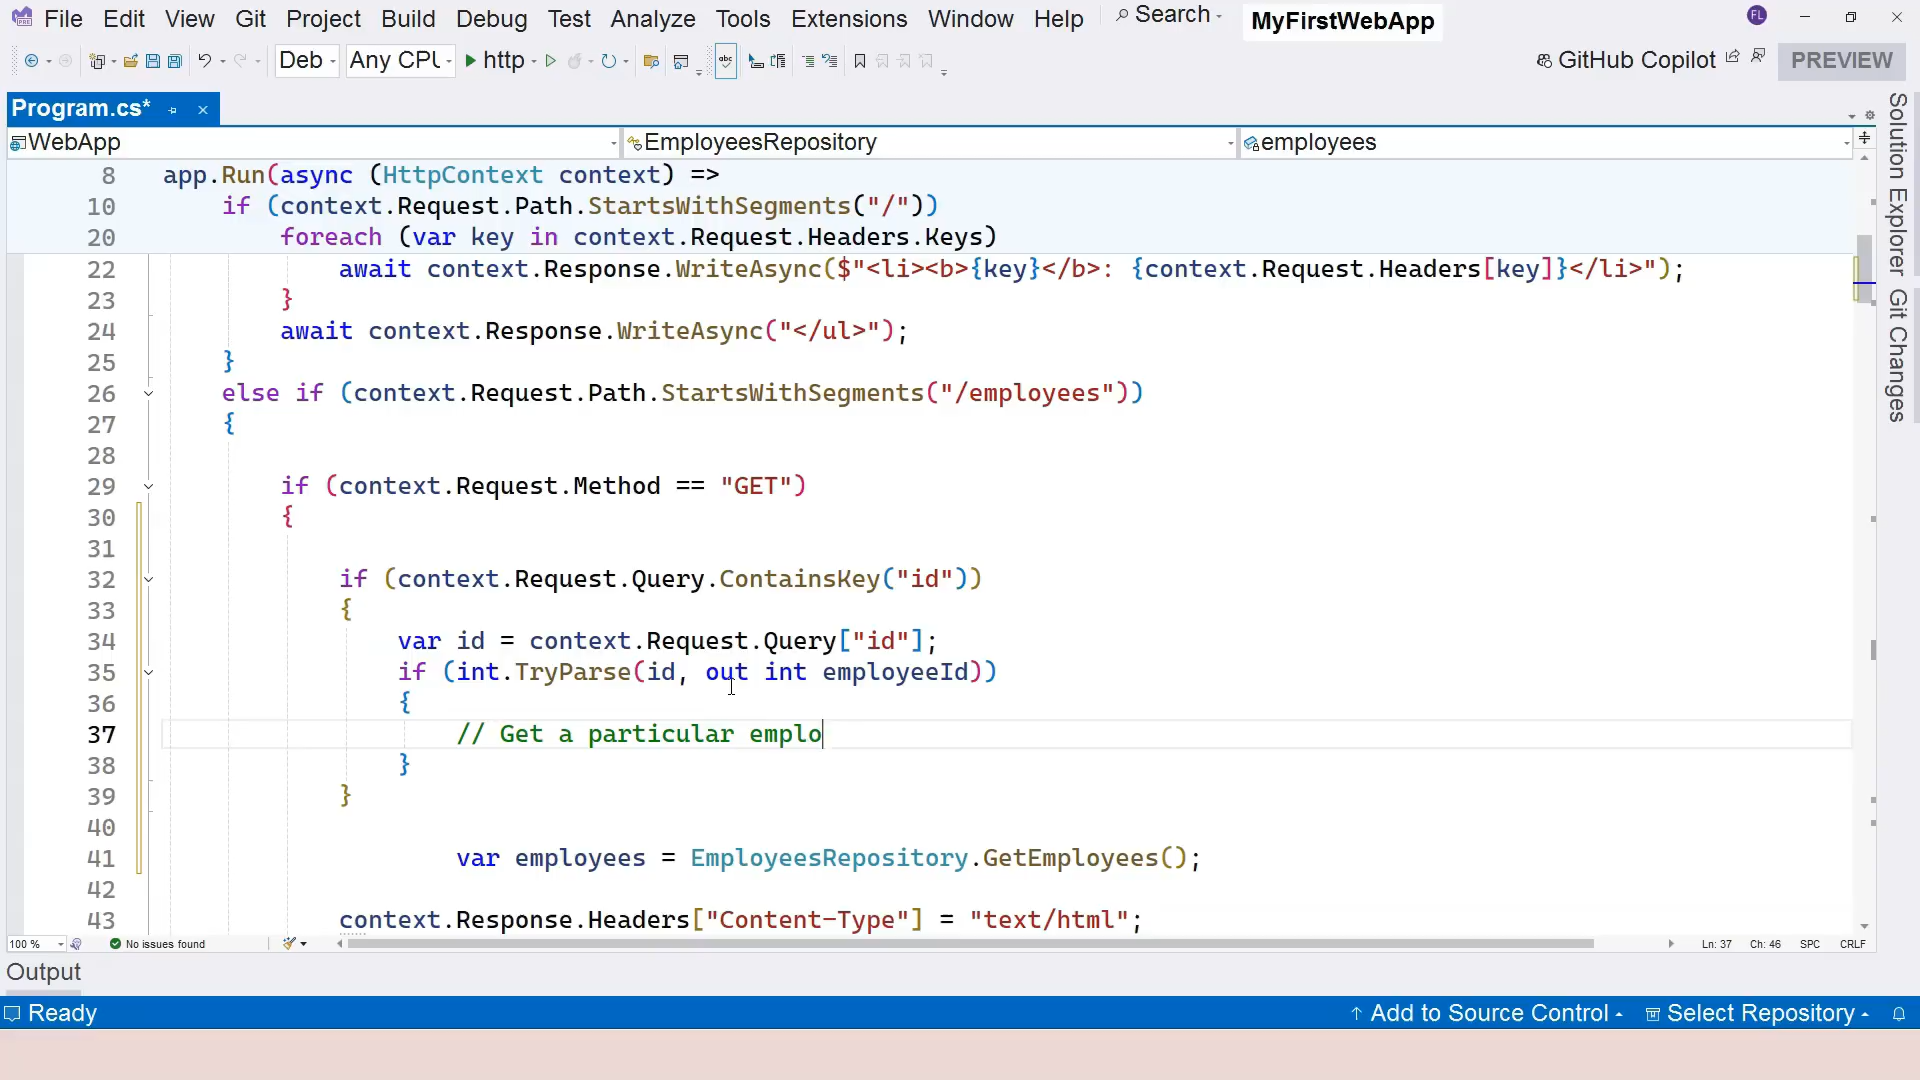 File Edit View Git Project Build Debug Test Analyze Tools Extensions Window Help Search MyFirstWebApp FL
Deb Any CPU http GitHub Copilot PREVIEW
Program.cs*
WebApp EmployeesRepository employees
8 app.Run(async (HttpContext context) =>
10 if (context.Request.Path.StartsWithSegments("/"))
20 foreach (var key in context.Request.Headers.Keys)
22 await context.Response.WriteAsync($"<li><b>{key}</b>: {context.Request.Headers[key]}</li>");
23 }
24 await context.Response.WriteAsync("</ul>");
25 }
26 else if (context.Request.Path.StartsWithSegments("/employees"))
27 {
28
29 if (context.Request.Method == "GET")
30 {
31
32 if (context.Request.Query.ContainsKey("id"))
33 {
34 var id = context.Request.Query["id"];
35 if (int.TryParse(id, out int employeeId))
36 {
37 // Get a particular emplo
38 }
39 }
40
41 var employees = EmployeesRepository.GetEmployees();
42
43 context.Response.Headers["Content-Type"] = "text/html";
100 % No issues found Ln: 37 Ch: 46 SPC CRLF
Output
Ready Add to Source Control Select Repository
Solution Explorer
Git Changes